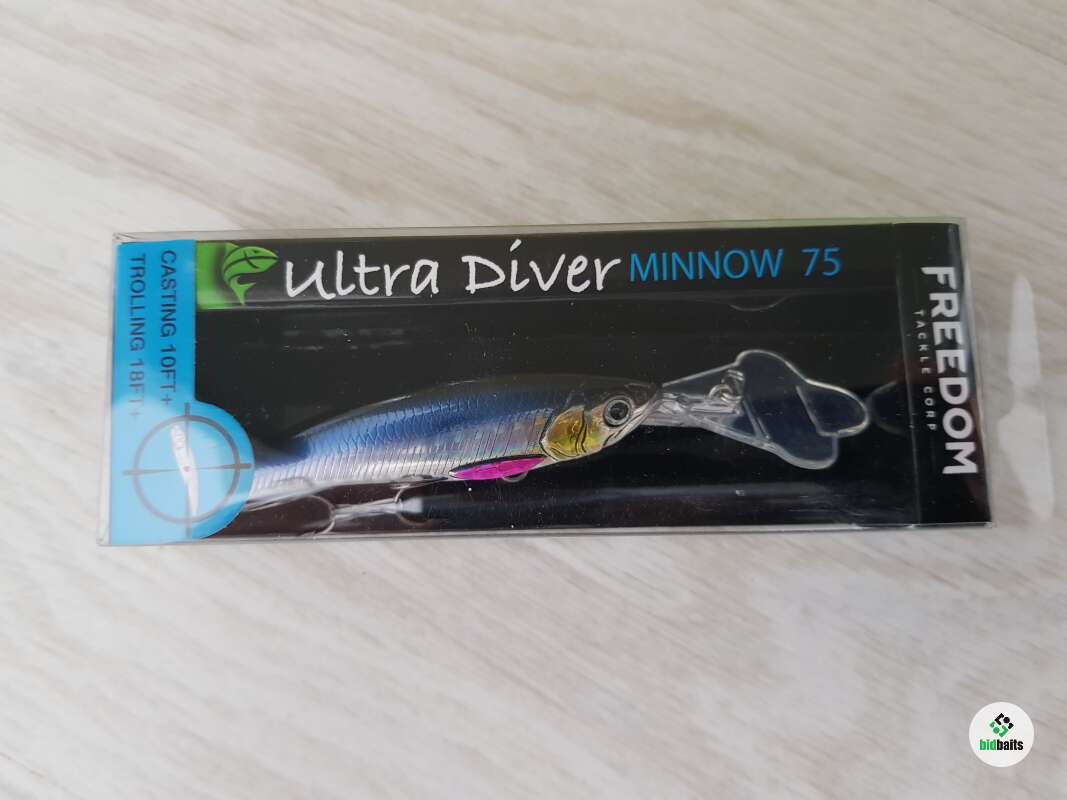 Ultra Diver MINNOW 75
CASTING 10FT+
TROLLING 18FT+
FREEDOM
TACKLE CORP
bidbaits